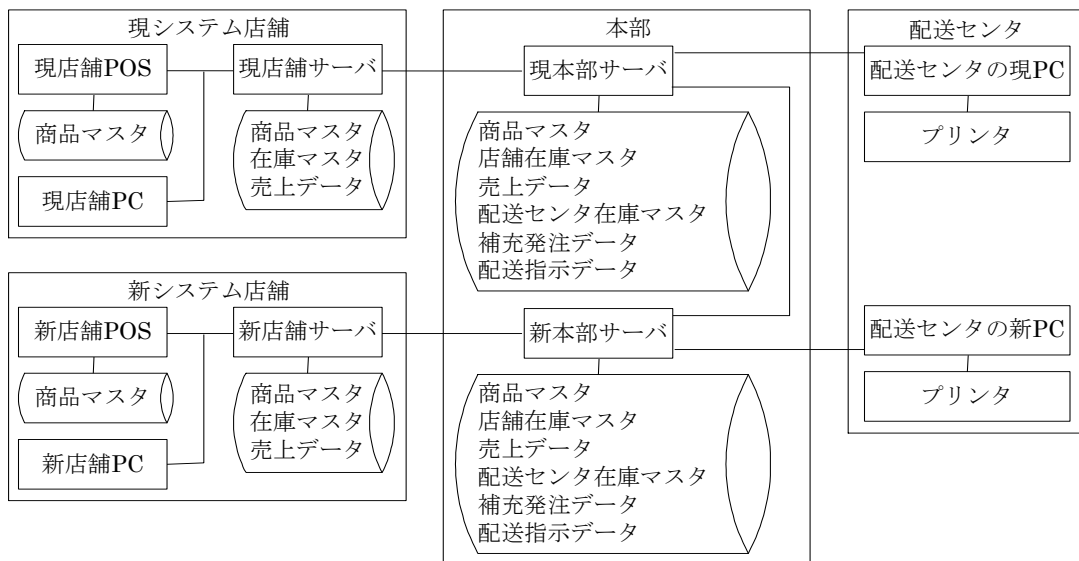 現システム店舗
現店舗POS
現店舗サーバ
商品マスタ
商品マスタ
在庫マスタ
売上データ
現店舗PC
新システム店舗
新店舗POS
新店舗サーバ
商品マスタ
商品マスタ
在庫マスタ
売上データ
新店舗PC
本部
現本部サーバ
商品マスタ
店舗在庫マスタ
売上データ
配送センタ在庫マスタ
補充発注データ
配送指示データ
新本部サーバ
商品マスタ
店舗在庫マスタ
売上データ
配送センタ在庫マスタ
補充発注データ
配送指示データ
配送センタ
配送センタの現PC
プリンタ
配送センタの新PC
プリンタ